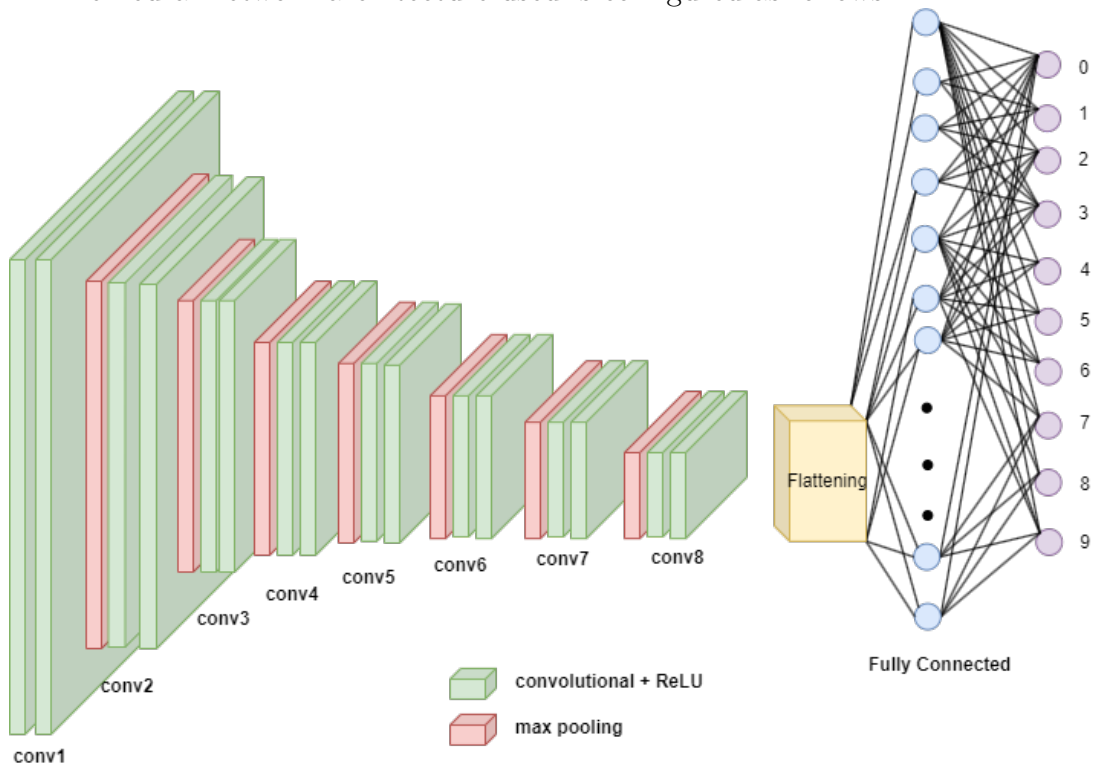 0
1
2
3
4
5
6
7
8
9
Flattening
conv1
conv2
conv3
conv4
conv5
conv6
conv7
conv8
Fully Connected
convolutional + ReLU
max pooling